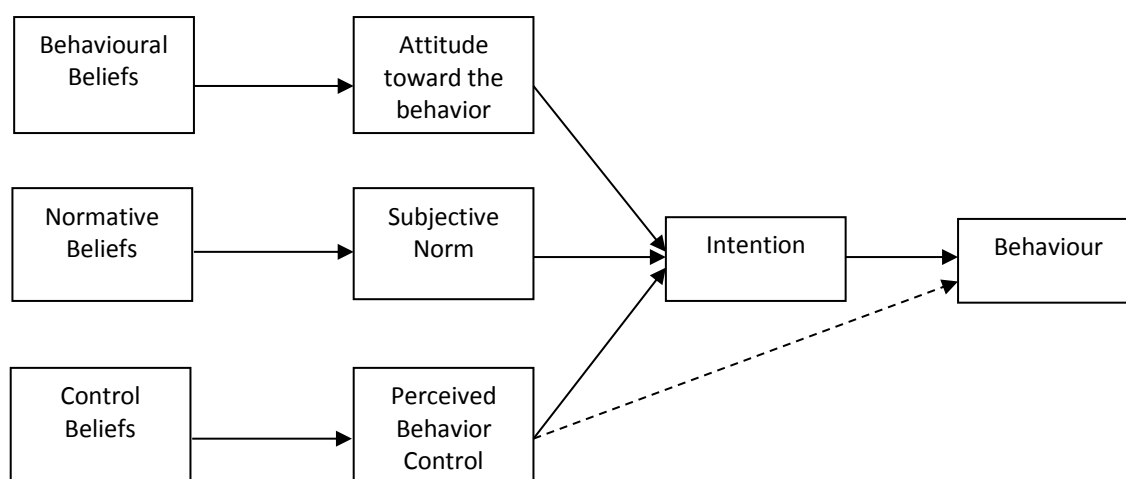 Behavioural
Beliefs
Attitude
toward the
behavior
Normative
Beliefs
Subjective
Norm
Intention
Behaviour
Control
Beliefs
Perceived
Behavior
Control